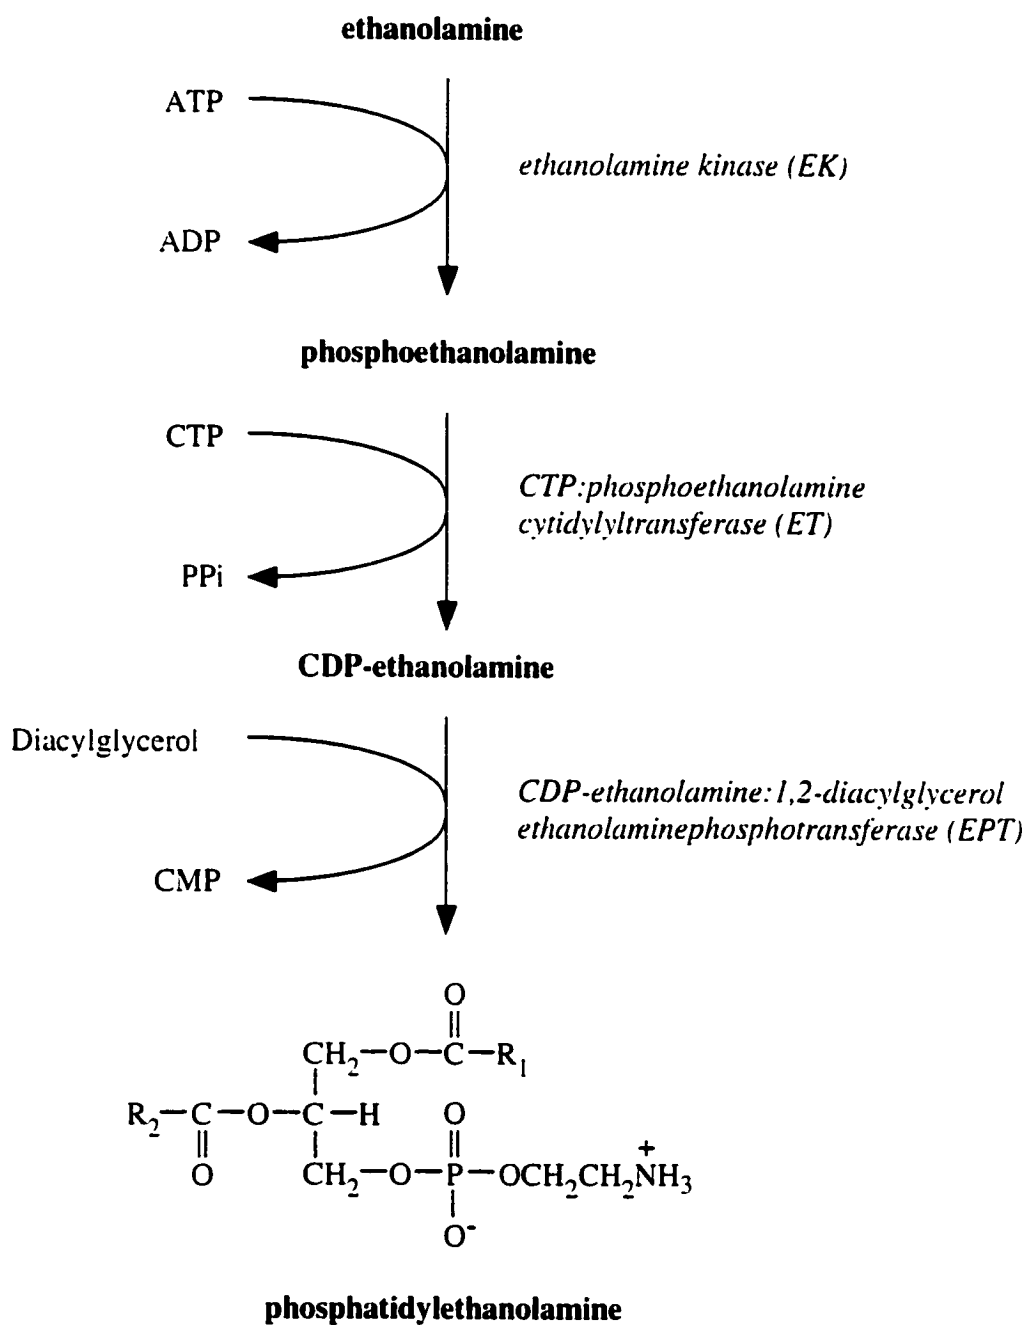 ethanolamine
ATP
ethanolamine kinase (EK)
ADP
phosphoethanolamine
CTP
CTP:phosphoethanolamine
cytidylyltransferase (ET)
PPi
CDP-ethanolamine
Diacylglycerol
CDP-ethanolamine:1,2-diacylglycerol
ethanolaminephosphotransferase (EPT)
CMP
O
CH2-O-C-R1
R2-C-O-C-H O
O CH2-O-P-OCH2CH2NH3 +
O-
phosphatidylethanolamine